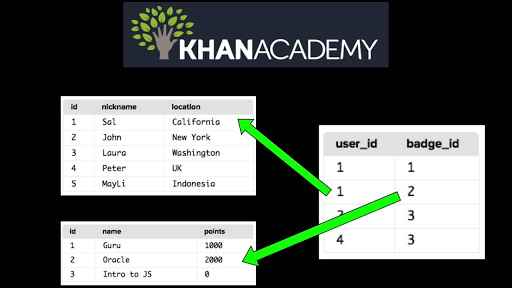 KHANACADEMY
id nickname location
1 Sal California
2 John New York
3 Laura Washington
4 Peter UK
5 MayLi Indonesia
id name points
1 Guru 1000
2 Oracle 2000
3 Intro to JS 0
user_id badge_id
1 1
1 2
3
4 3